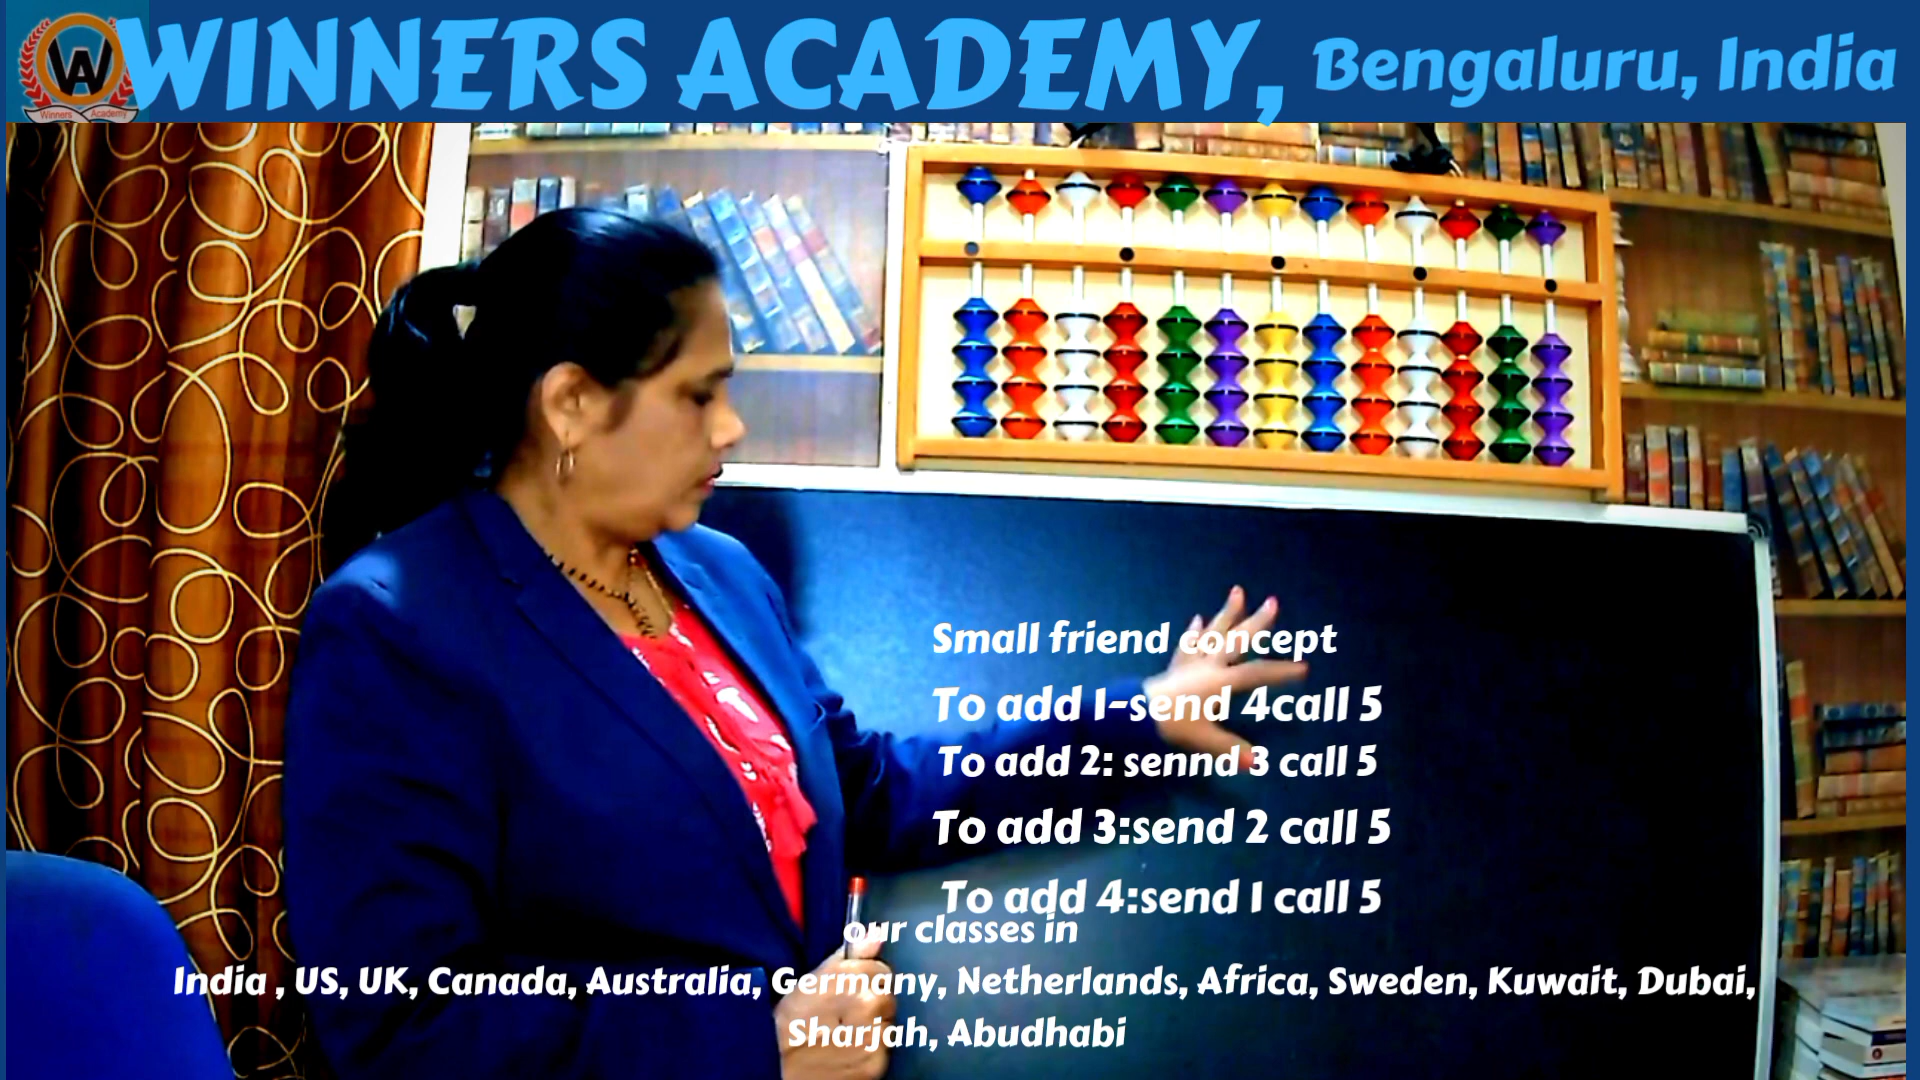 WINNERS ACADEMY, Bengaluru, India
Winners Academy
Small friend concept
To add 1-send 4call 5
To add 2: sennd 3 call 5
To add 3:send 2 call 5
To add 4:send 1 call 5
our classes in
India , US, UK, Canada, Australia, Germany, Netherlands, Africa, Sweden, Kuwait, Dubai,
Sharjah, Abudhabi